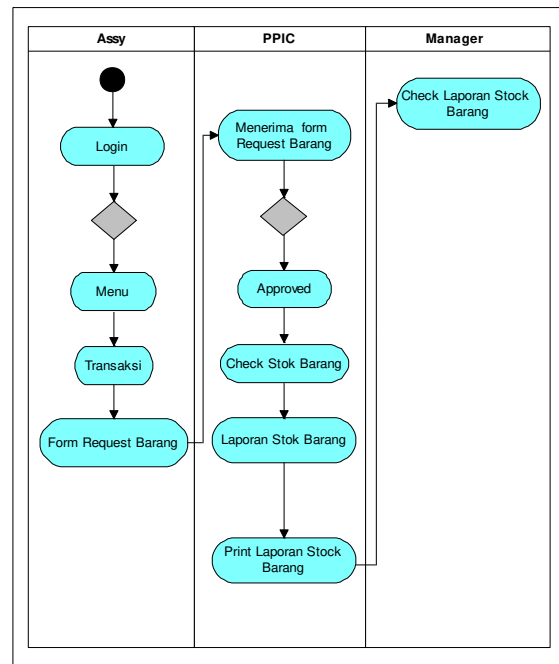 Assy
PPIC
Manager
Login
Menu
Transaksi
Form Request Barang
Menerima form
Request Barang
Approved
Check Stok Barang
Laporan Stok Barang
Print Laporan Stock
Barang
Check Laporan Stock
Barang